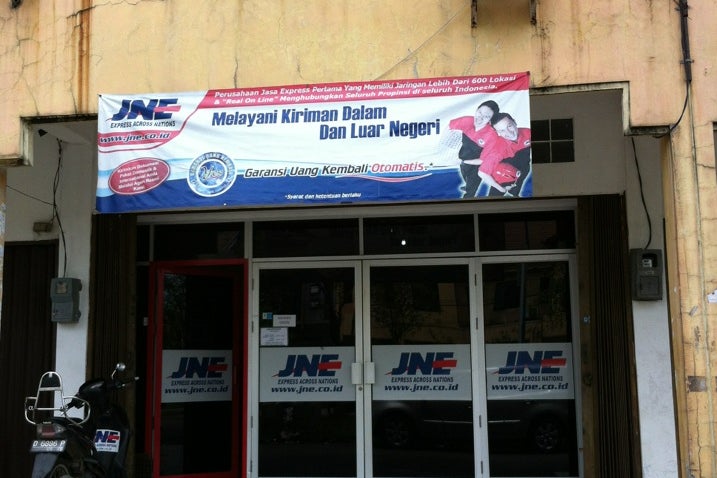 Perusahaan Jasa Express Pertama Yang Memiliki Jaringan Lebih Dari 600 Lokasi
& "Real On Line" Menghubungkan Seluruh Propinsi di seluruh Indonesia.
JNE
EXPRESS ACROSS NATIONS
www.jne.co.id
Melayani Kiriman Dalam
Dan Luar Negeri
Garansi Uang Kembali Otomatis.*
*Syarat dan ketentuan berlaku
JNE
EXPRESS ACROSS NATIONS
www.jne.co.id
JNE
EXPRESS ACROSS NATIONS
www.jne.co.id
JNE
EXPRESS ACROSS NATIONS
www.jne.co.id
JNE
EXPRESS ACROSS NATIONS
www.jne.co.id
JNE
D 6886 P